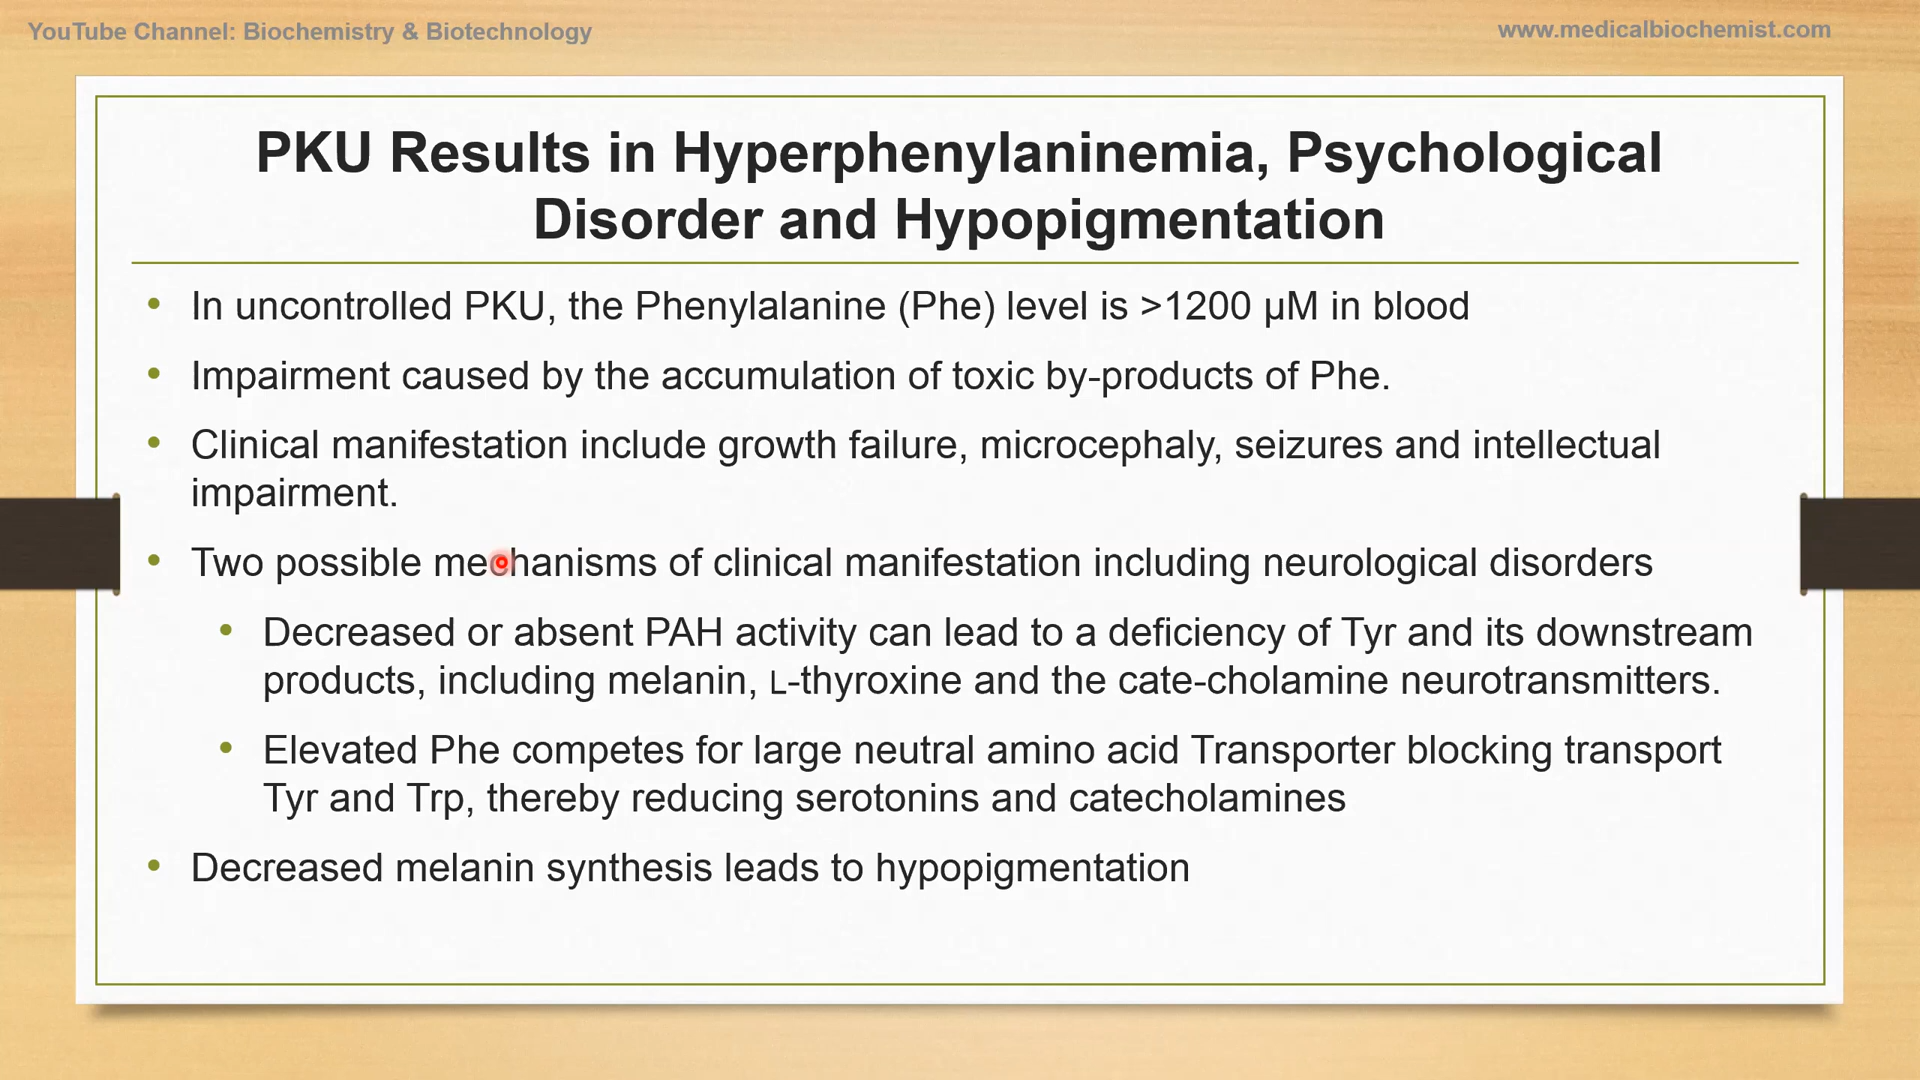 YouTube Channel: Biochemistry & Biotechnology
www.medicalbiochemist.com
PKU Results in Hyperphenylaninemia, Psychological
Disorder and Hypopigmentation
• In uncontrolled PKU, the Phenylalanine (Phe) level is >1200 µM in blood
• Impairment caused by the accumulation of toxic by-products of Phe.
• Clinical manifestation include growth failure, microcephaly, seizures and intellectual
impairment.
• Two possible mechanisms of clinical manifestation including neurological disorders
• Decreased or absent PAH activity can lead to a deficiency of Tyr and its downstream
products, including melanin, L-thyroxine and the cate-cholamine neurotransmitters.
• Elevated Phe competes for large neutral amino acid Transporter blocking transport
Tyr and Trp, thereby reducing serotonins and catecholamines
• Decreased melanin synthesis leads to hypopigmentation